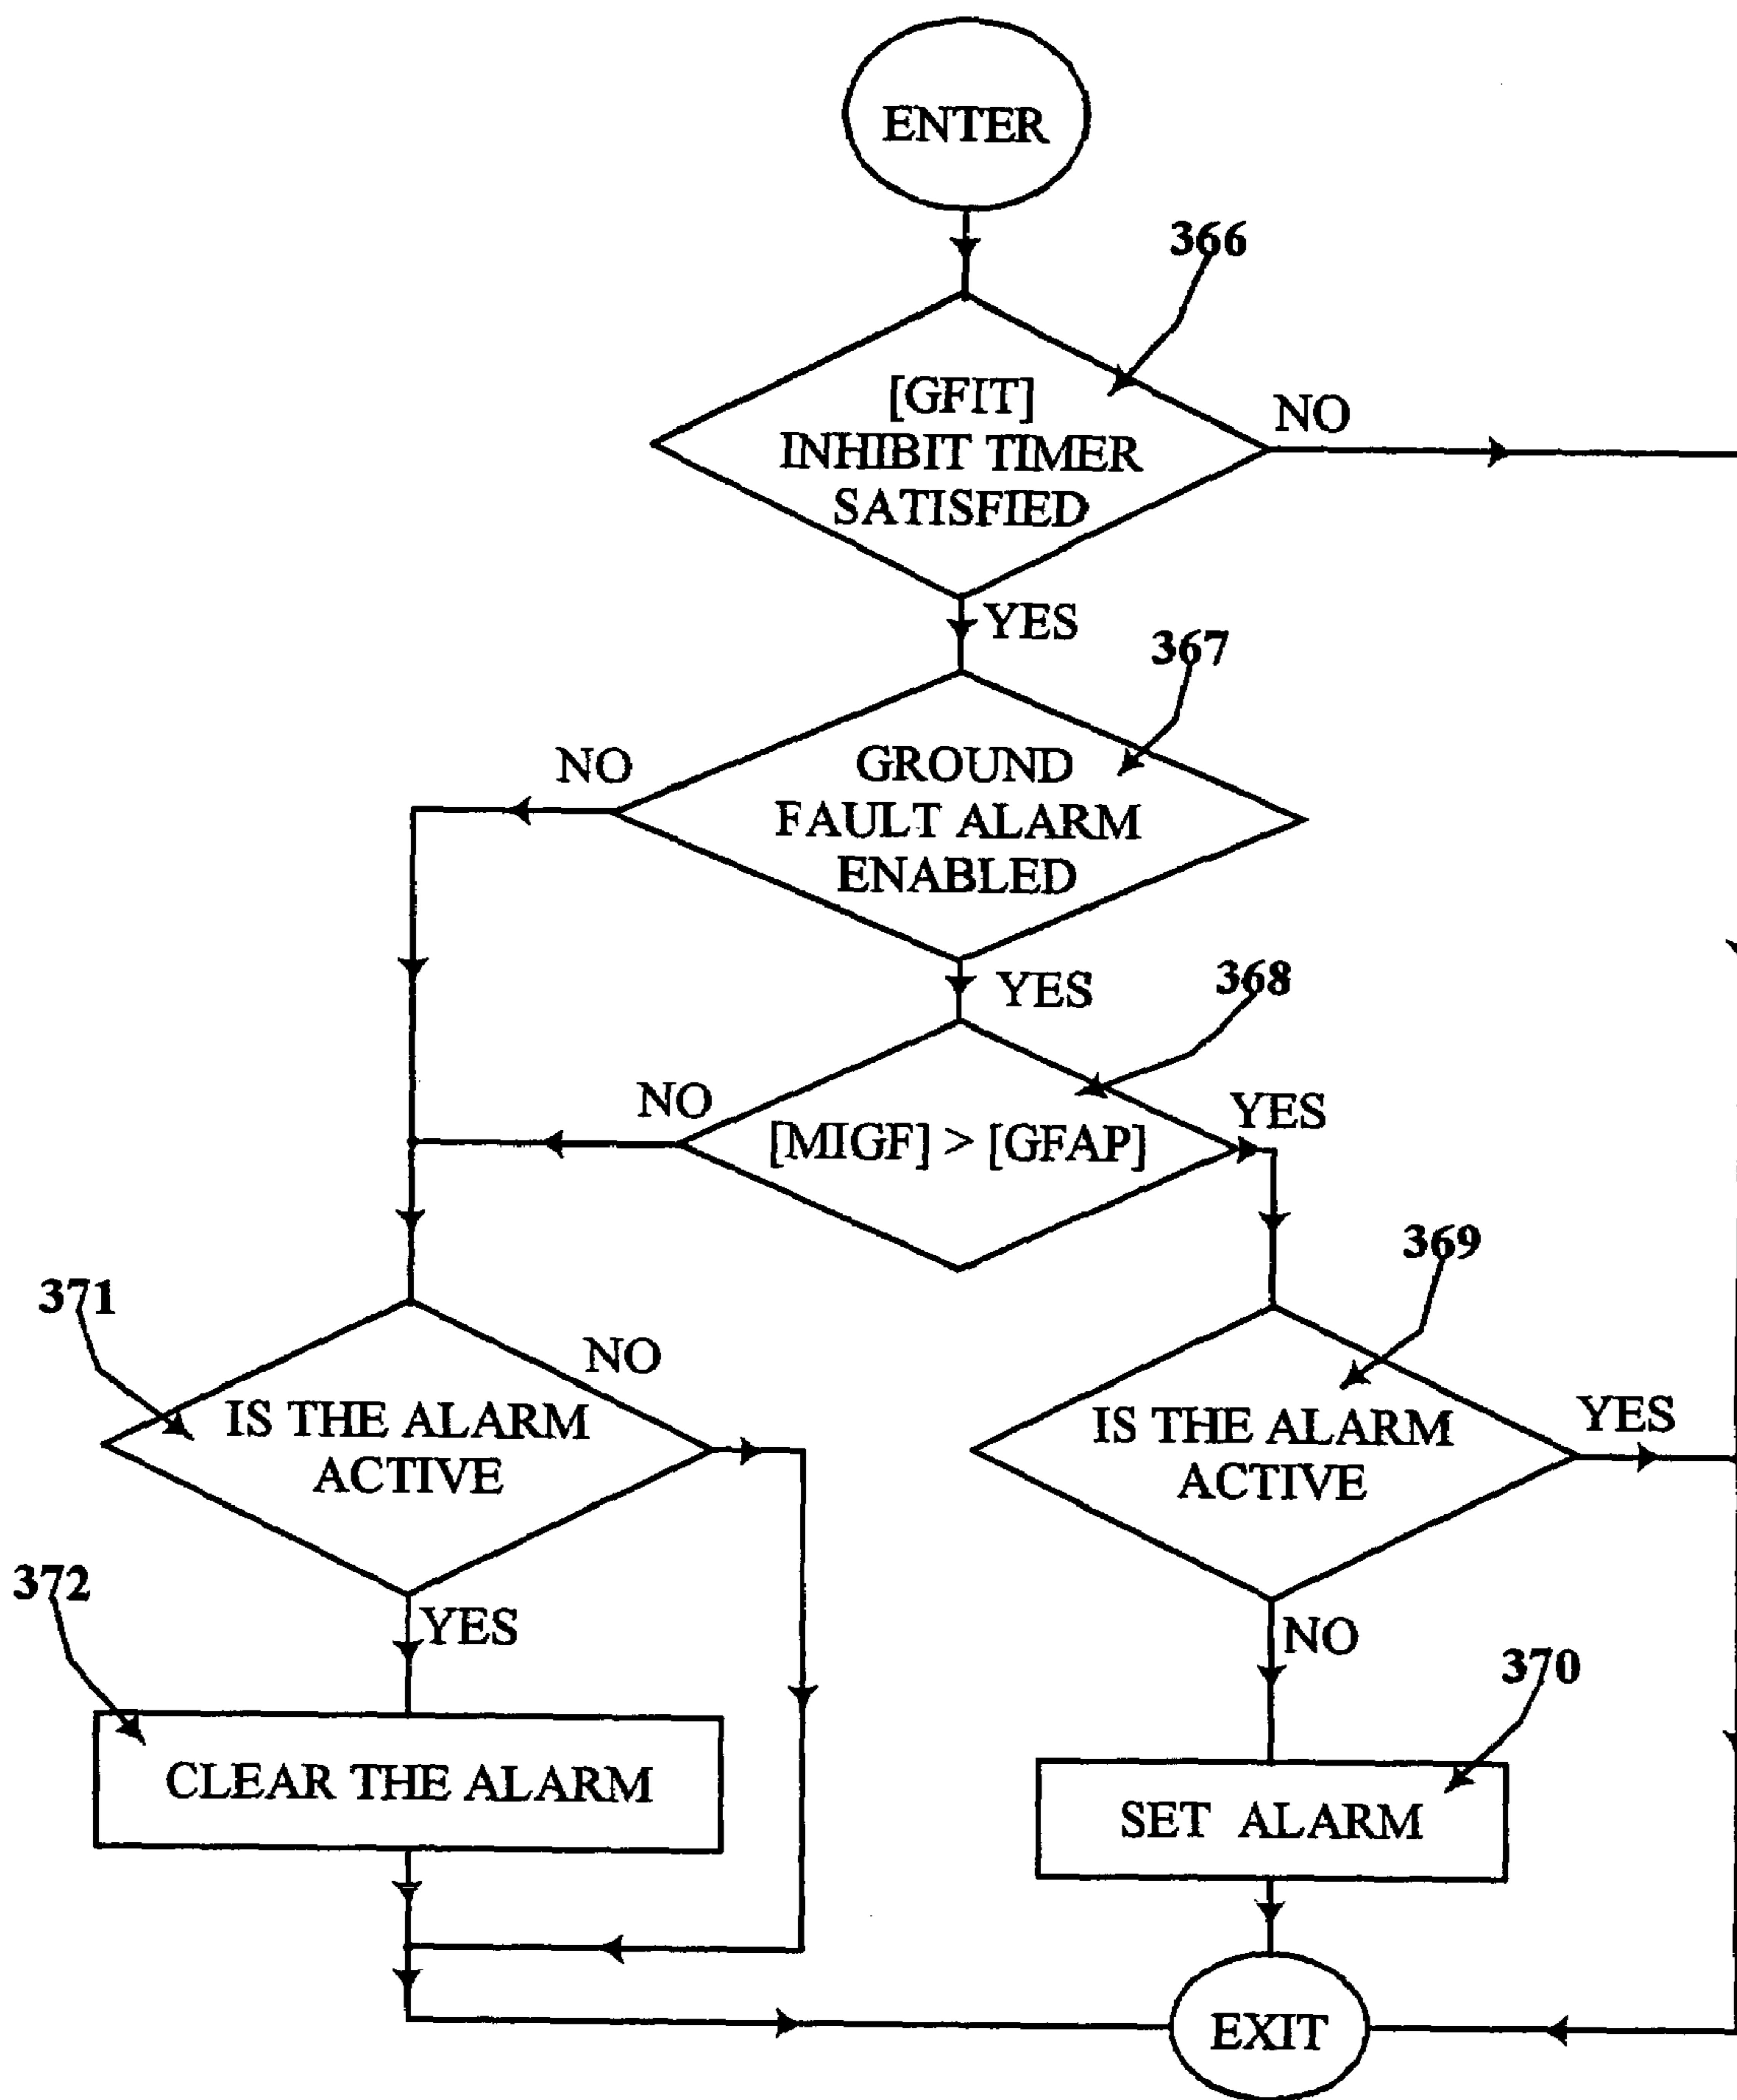 ENTER
366
[GFIT]
INHIBIT TIMER
SATISFIED
NO
YES
367
NO
GROUND
FAULT ALARM
ENABLED
YES
368
NO
[MIGF] > [GFAP]
YES
369
371
NO
IS THE ALARM
ACTIVE
IS THE ALARM
ACTIVE
YES
372
YES
NO
370
CLEAR THE ALARM
SET ALARM
EXIT